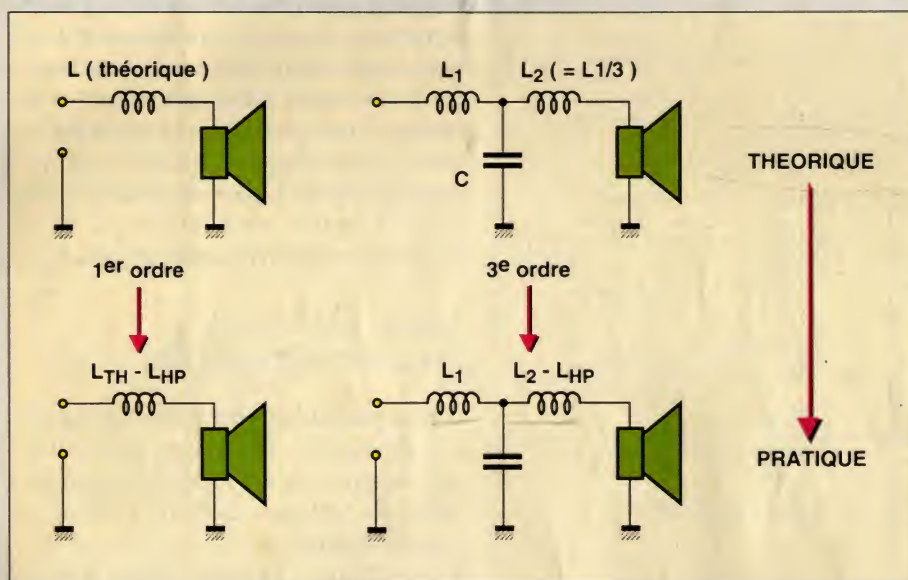 L ( théorique )
L1 L2 ( = L1/3 )
C
THEORIQUE
1er ordre
3e ordre
LTH - LHP
L1 L2 - LHP
PRATIQUE